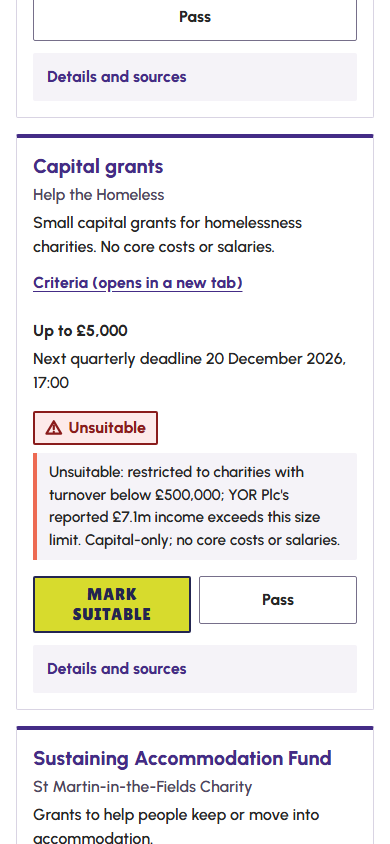 Pass
Details and sources
Capital grants
Help the Homeless
Small capital grants for homelessness
charities. No core costs or salaries.
Criteria (opens in a new tab)
Up to £5,000
Next quarterly deadline 20 December 2026,
17:00
Unsuitable
Unsuitable: restricted to charities with
turnover below £500,000; YOR Plc's
reported £7.1m income exceeds this size
limit. Capital-only; no core costs or salaries.
MARK
SUITABLE
Pass
Details and sources
Sustaining Accommodation Fund
St Martin-in-the-Fields Charity
Grants to help people keep or move into
accommodation.